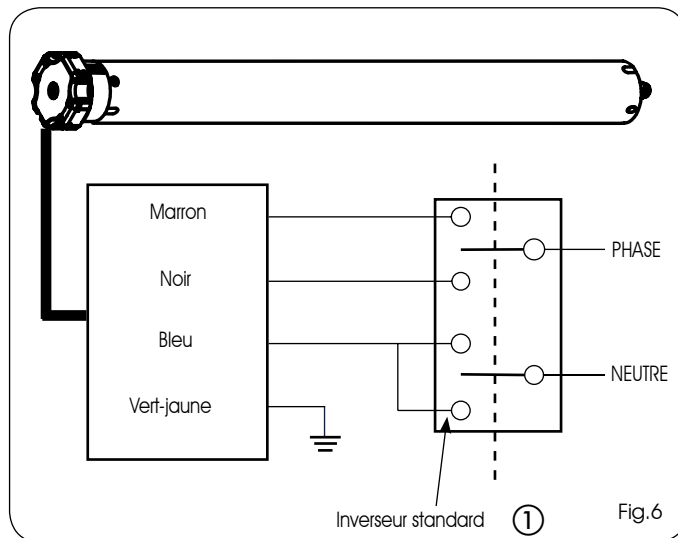 Marron
PHASE
Noir
Bleu
NEUTRE
Vert-jaune
Inverseur standard ①
Fig.6